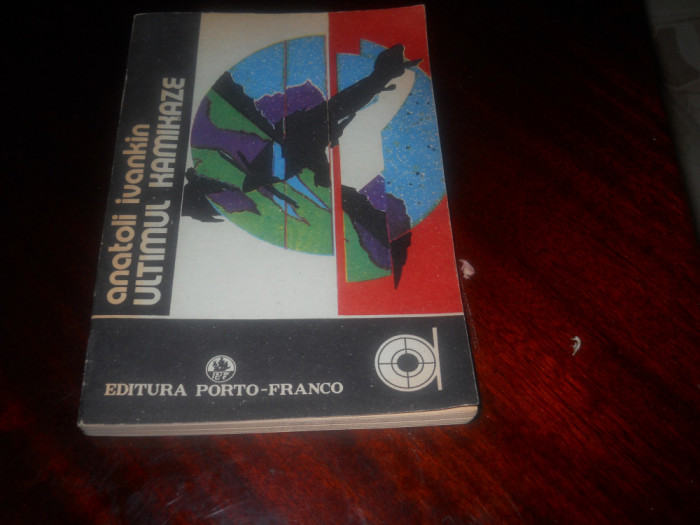 anatoli ivankin
ULTIMUL KAMIKAZE
EDITURA PORTO-FRANCO